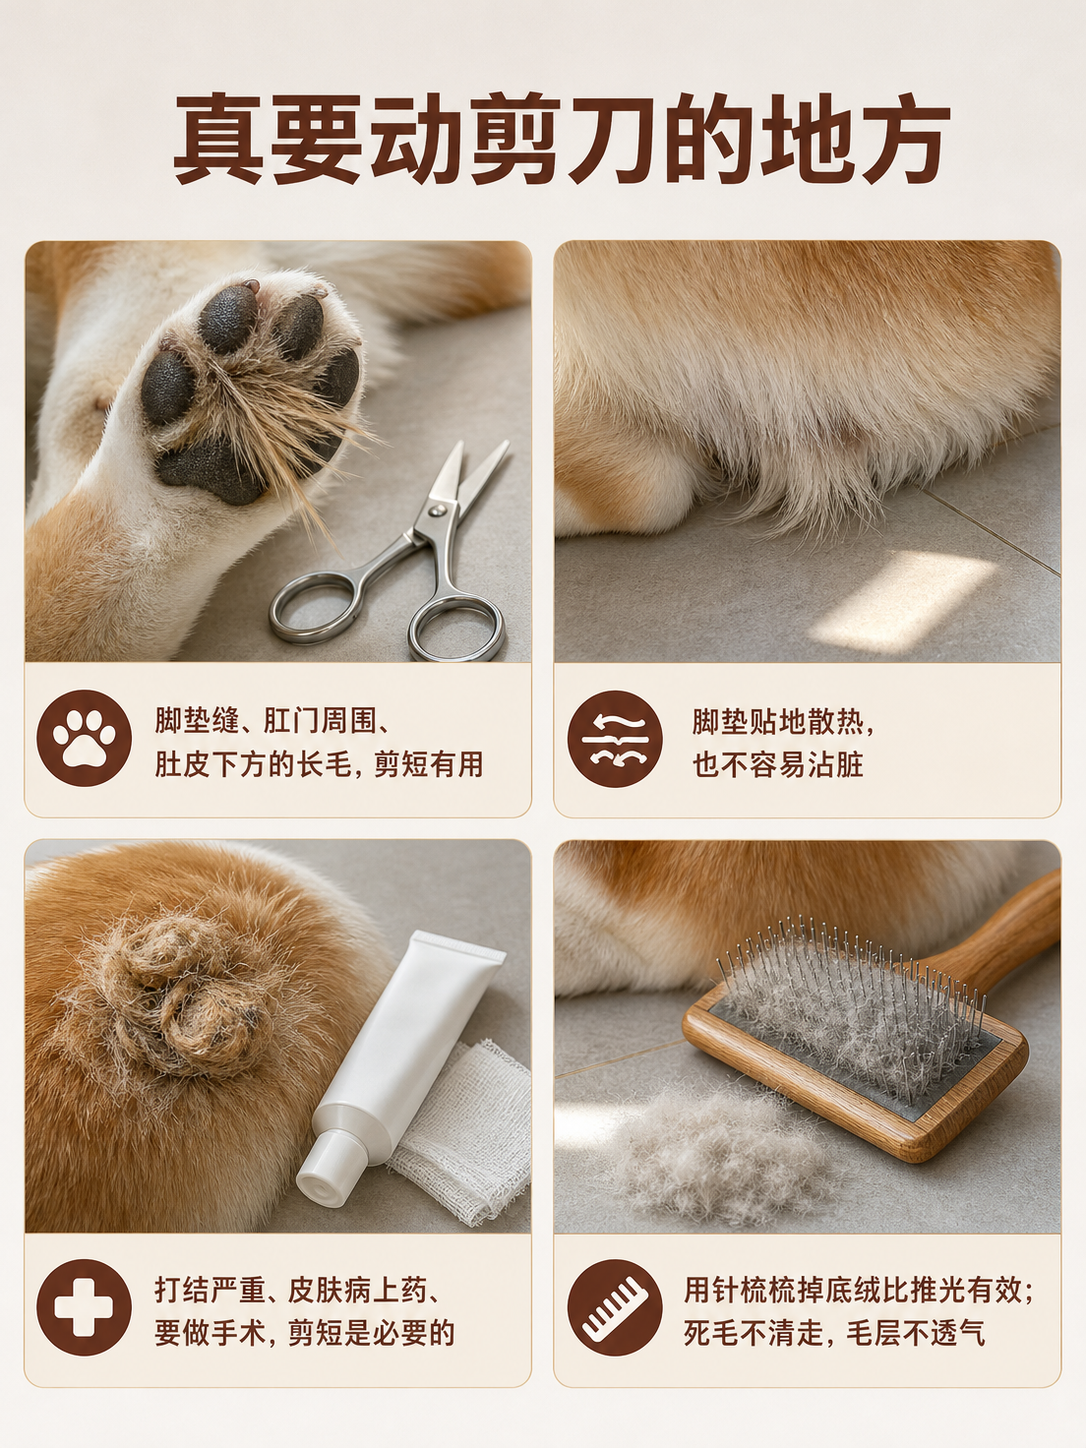 真要动剪刀的地方
脚垫缝、肛门周围、
肚皮下方的长毛，剪短有用
脚垫贴地散热，
也不容易沾脏
打结严重、皮肤病上药、
要做手术，剪短是必要的
用针梳梳掉底绒比推光有效；
死毛不清走，毛层不透气